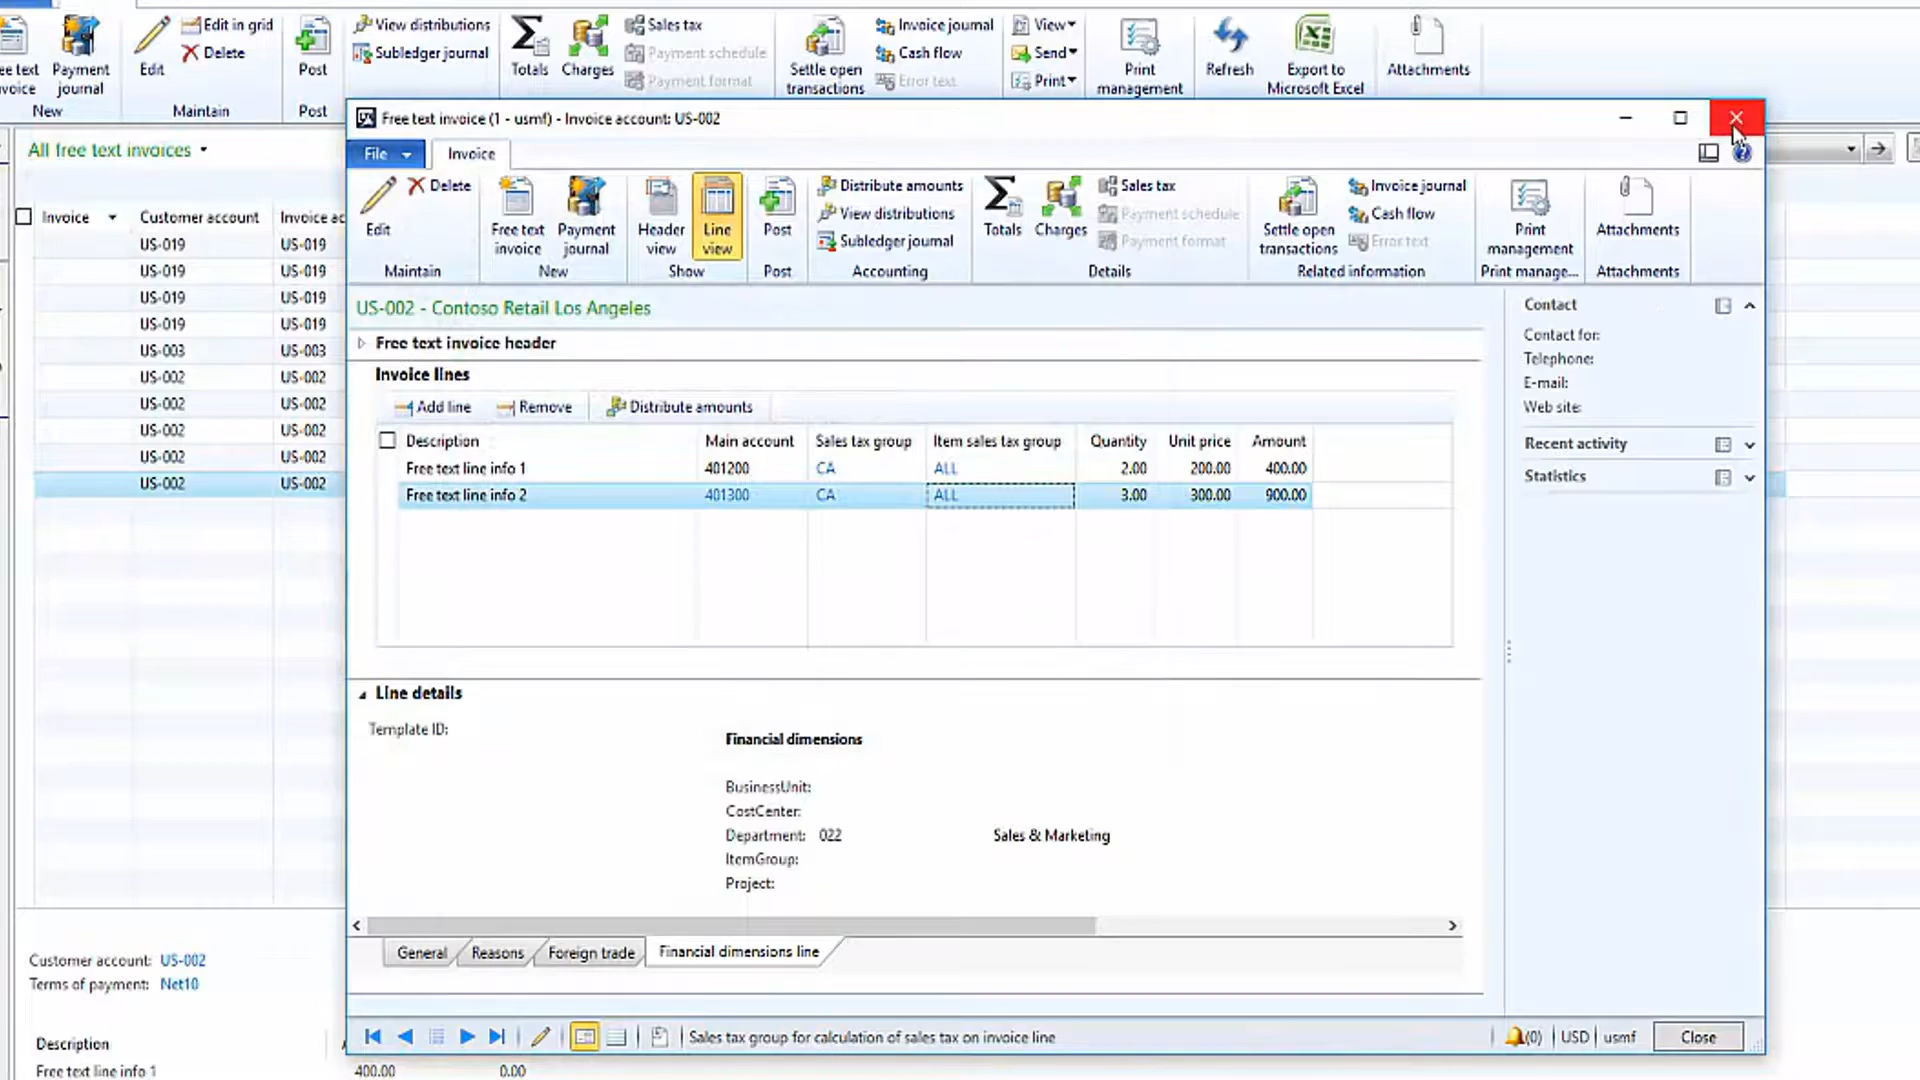 ee text
voice
Payment
journal
New
Edit
Edit in grid
Delete
Maintain
Post
Post
View distributions
Subledger journal
Totals
Charges
Sales tax
Payment schedule
Payment format
Settle open
transactions
Invoice journal
Cash flow
Error text
View
Send
Print
Print
management
Refresh
Export to
Microsoft Excel
Attachments
All free text invoices
Invoice Customer account Invoice ac
US-019 US-019
US-019 US-019
US-019 US-019
US-019 US-019
US-003 US-003
US-002 US-002
US-002 US-002
US-002 US-002
US-002 US-002
US-002 US-002
Customer account: US-002
Terms of payment: Net10
Description
Free text line info 1 400.00 0.00
Free text invoice (1 - usmf) - Invoice account: US-002
File Invoice
Edit
Delete
Maintain
Free text
invoice
Payment
journal
New
Header
view
Line
view
Show
Post
Post
Distribute amounts
View distributions
Subledger journal
Accounting
Totals
Charges
Sales tax
Payment schedule
Payment format
Details
Settle open
transactions
Invoice journal
Cash flow
Error text
Related information
Print
management
Print manage...
Attachments
Attachments
US-002 - Contoso Retail Los Angeles
Free text invoice header
Invoice lines
Add line Remove Distribute amounts
Description Main account Sales tax group Item sales tax group Quantity Unit price Amount
Free text line info 1 401200 CA ALL 2.00 200.00 400.00
Free text line info 2 401300 CA ALL 3.00 300.00 900.00
Line details
Template ID:
Financial dimensions
BusinessUnit:
CostCenter:
Department: 022 Sales & Marketing
ItemGroup:
Project:
General Reasons Foreign trade Financial dimensions line
Contact
Contact for:
Telephone:
E-mail:
Web site:
Recent activity
Statistics
Sales tax group for calculation of sales tax on invoice line
(0) USD usmf Close